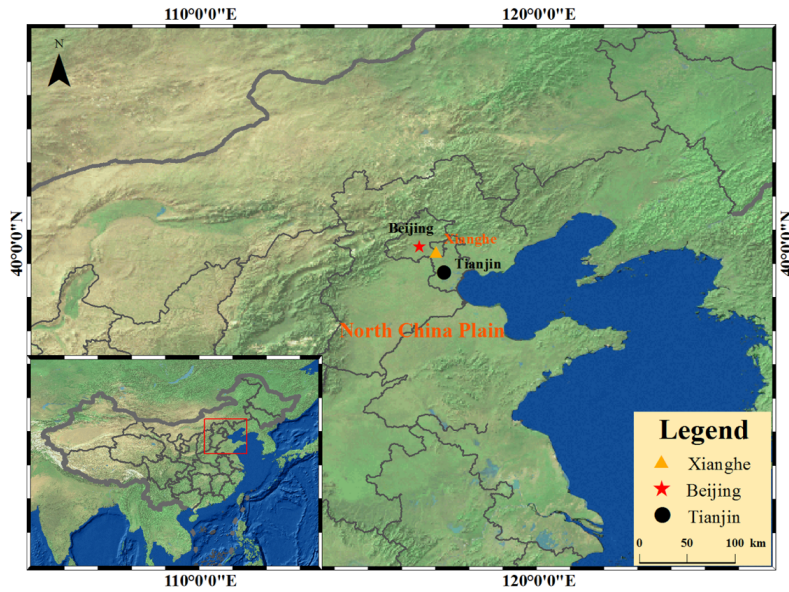 110°0'0"E
120°0'0"E
N
40°0'0"N
40°0'0"N
Beijing
Xianghe
Tianjin
North China Plain
Legend
Xianghe
Beijing
Tianjin
0 50 100 km
110°0'0"E
120°0'0"E